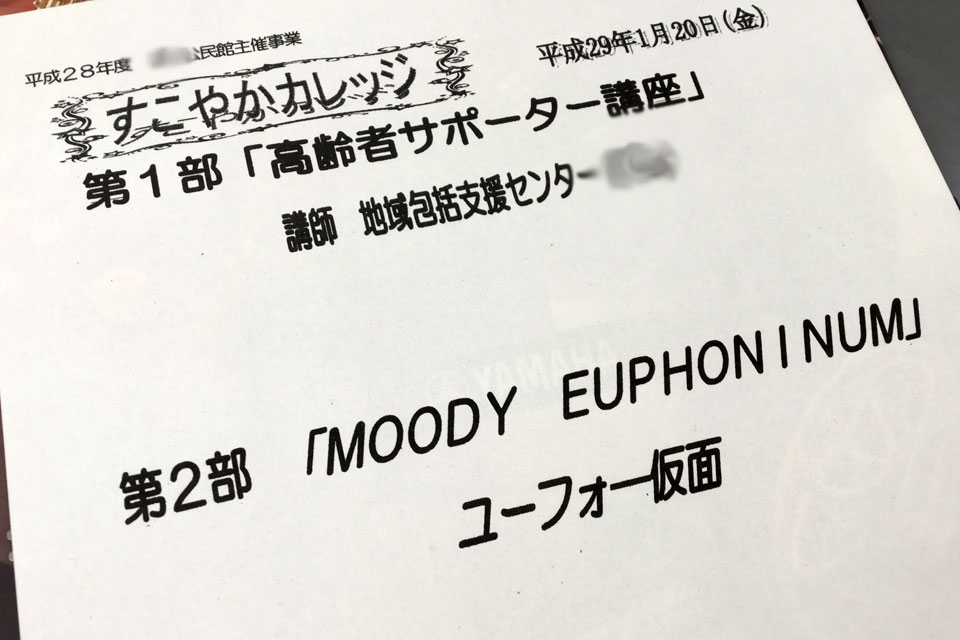 平成28年度 公民館主催事業
平成29年1月20日(金)
すこやかカレッジ
第1部「高齢者サポーター講座」
講師 地域包括支援センター
第2部 「MOODY EUPHONINUM」
ユーフォー仮面
YAMAHA